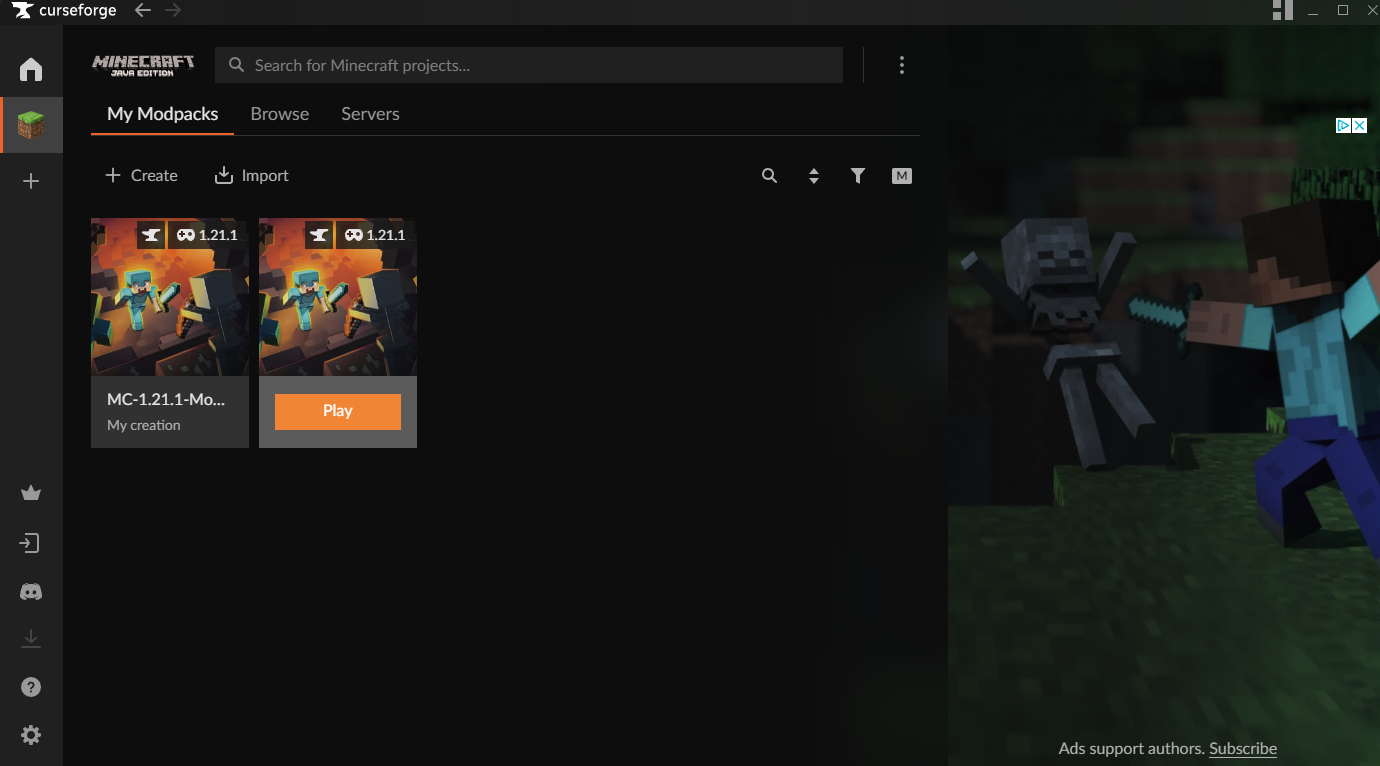 curseforge
MINECRAFT
JAVA EDITION
Search for Minecraft projects...
My Modpacks Browse Servers
Create Import
M
1.21.1 1.21.1
MC-1.21.1-Mo... Play
My creation
?
Ads support authors. Subscribe